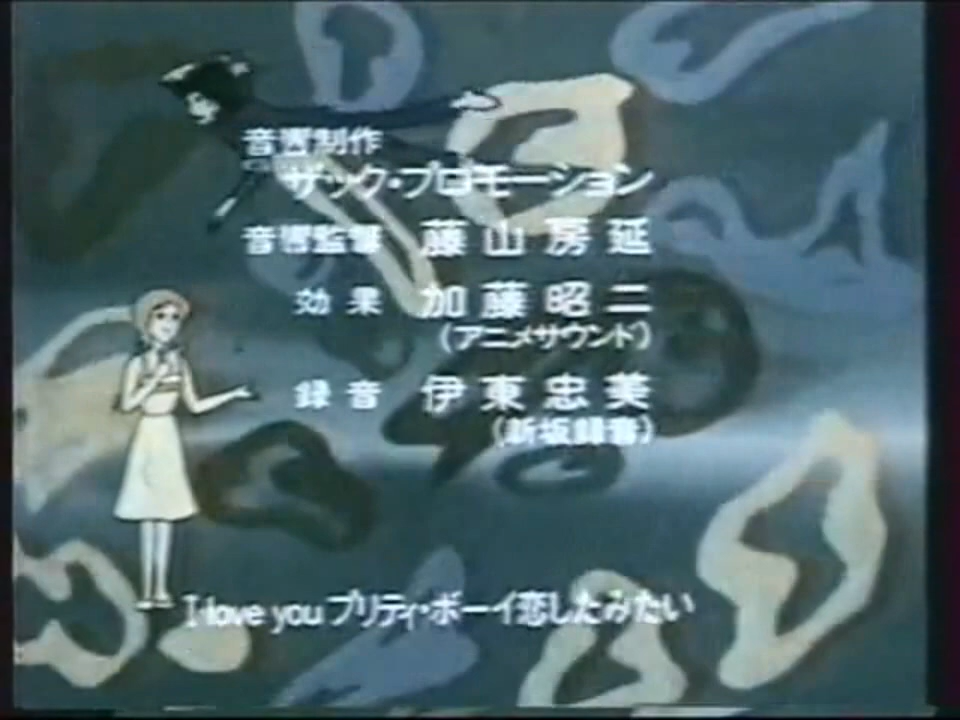 音響制作
ザック・プロモーション
音響監督 藤山房延
効果 加藤昭二
(アニメサウンド)
録音 伊東忠美
(新坂録音)
I love you プリティ・ボーイ恋したみたい